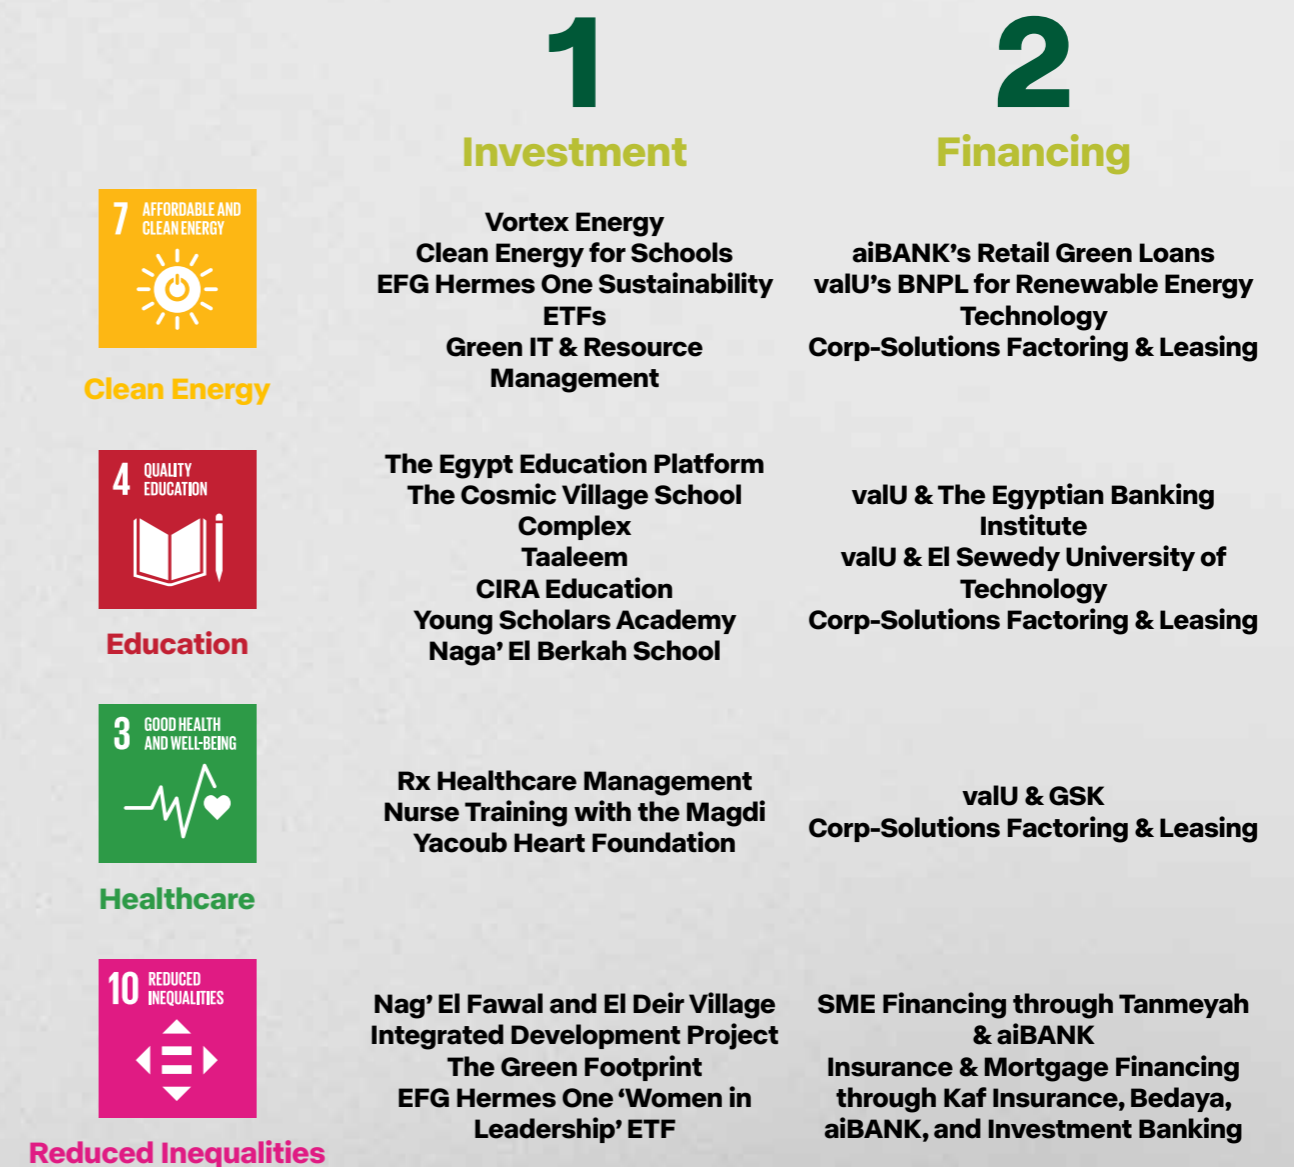 1
2
Investment
Financing
7 AFFORDABLE AND
CLEAN ENERGY
Clean Energy
Vortex Energy
Clean Energy for Schools
EFG Hermes One Sustainability
ETFs
Green IT & Resource
Management
aiBANK’s Retail Green Loans
valU’s BNPL for Renewable Energy
Technology
Corp-Solutions Factoring & Leasing
4 QUALITY
EDUCATION
Education
The Egypt Education Platform
The Cosmic Village School
Complex
Taaleem
CIRA Education
Young Scholars Academy
Naga’ El Berkah School
valU & The Egyptian Banking
Institute
valU & El Sewedy University of
Technology
Corp-Solutions Factoring & Leasing
3 GOOD HEALTH
AND WELL-BEING
Healthcare
Rx Healthcare Management
Nurse Training with the Magdi
Yacoub Heart Foundation
valU & GSK
Corp-Solutions Factoring & Leasing
10 REDUCED
INEQUALITIES
Reduced Inequalities
Nag’ El Fawal and El Deir Village
Integrated Development Project
The Green Footprint
EFG Hermes One ‘Women in
Leadership’ ETF
SME Financing through Tanmeyah
& aiBANK
Insurance & Mortgage Financing
through Kaf Insurance, Bedaya,
aiBANK, and Investment Banking